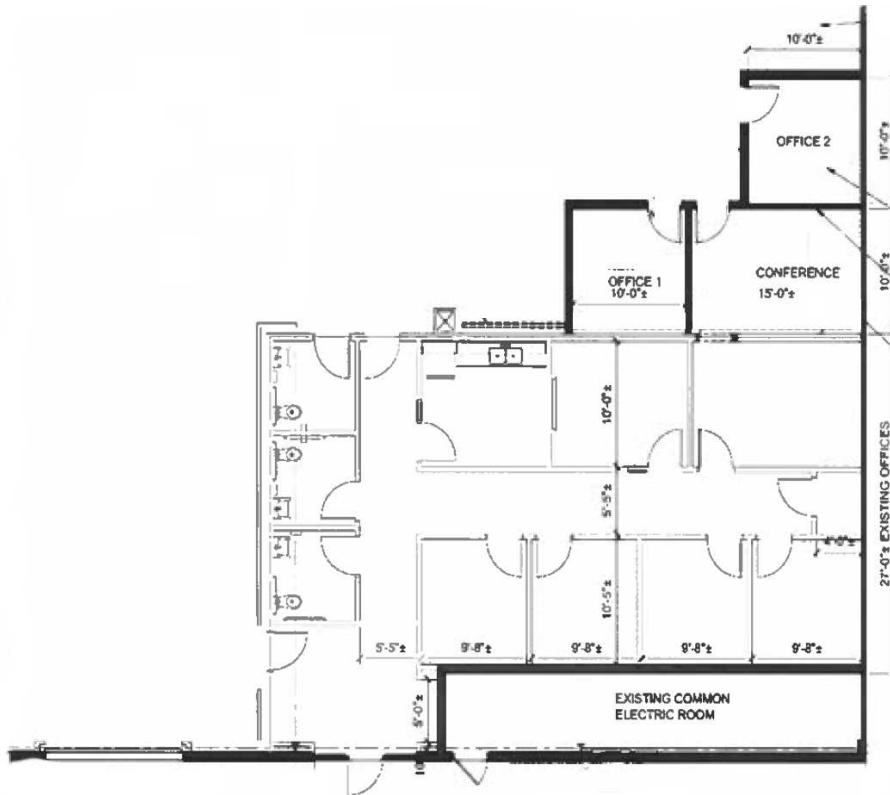 10'-0"±
OFFICE 2
10'-0"±
OFFICE 1
10'-0"±
CONFERENCE
15'-0"±
10'-0"±
10'-0"±
5'-5"±
10'-5"±
27'-0"± EXISTING OFFICES
5'-5"±
9'-8"±
9'-8"±
9'-8"±
9'-8"±
5'-0"±
EXISTING COMMON
ELECTRIC ROOM